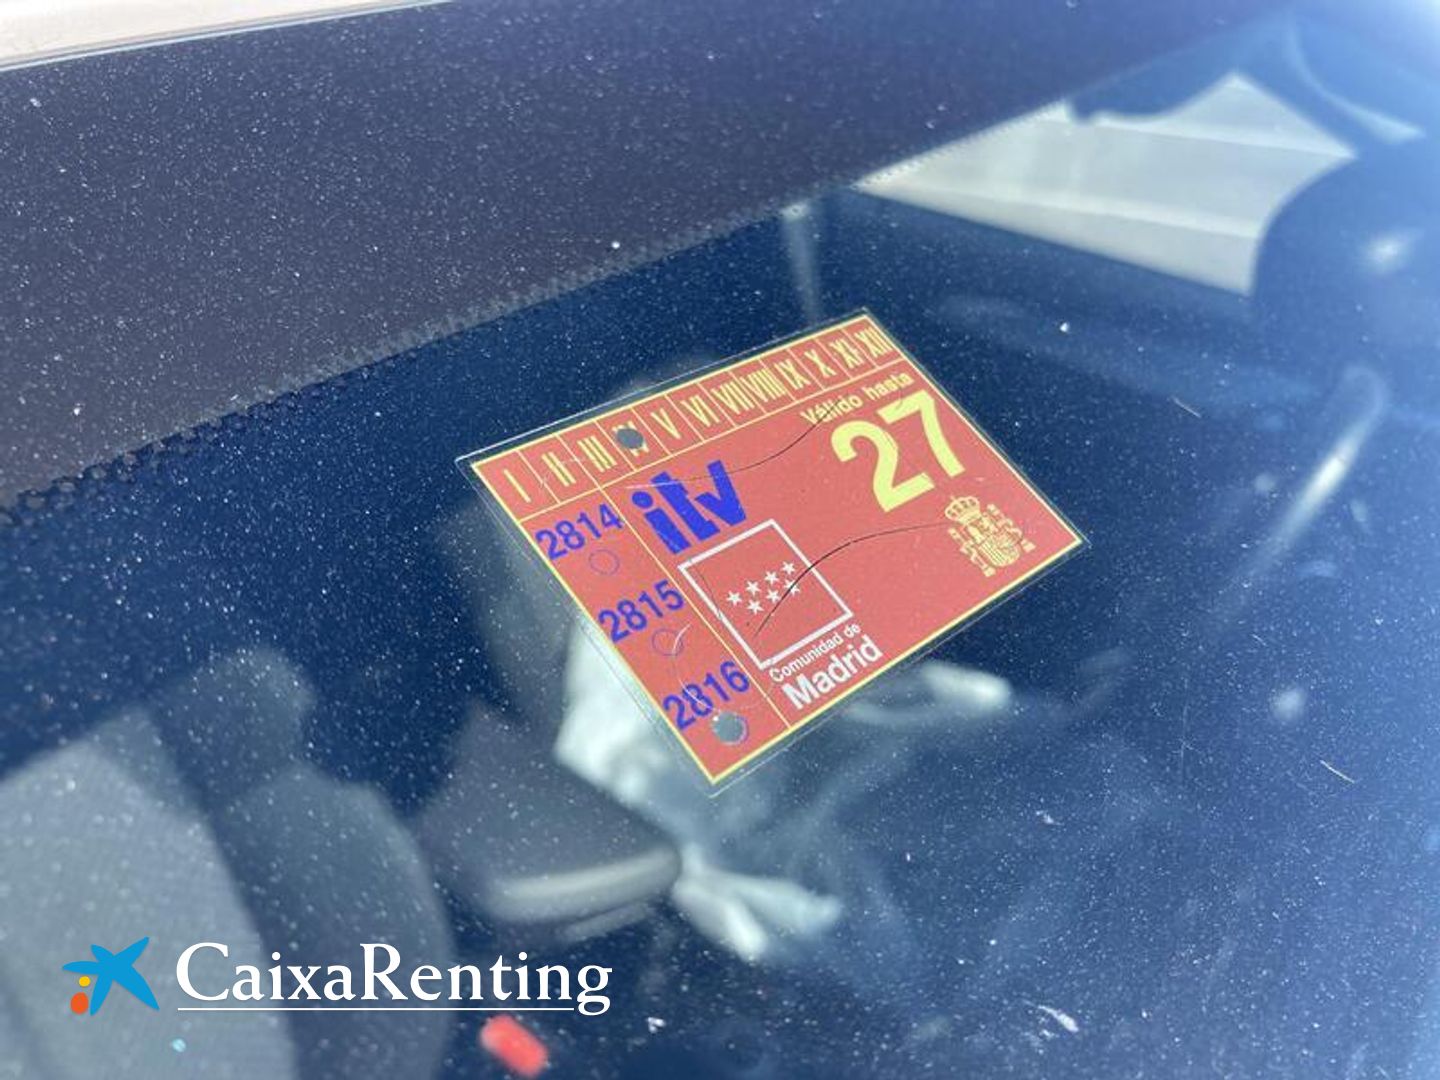 I II III IV V VI VII VIII IX X XI XII
Válido hasta
27
itv
2814
2815
2816
Comunidad de
Madrid
CaixaRenting